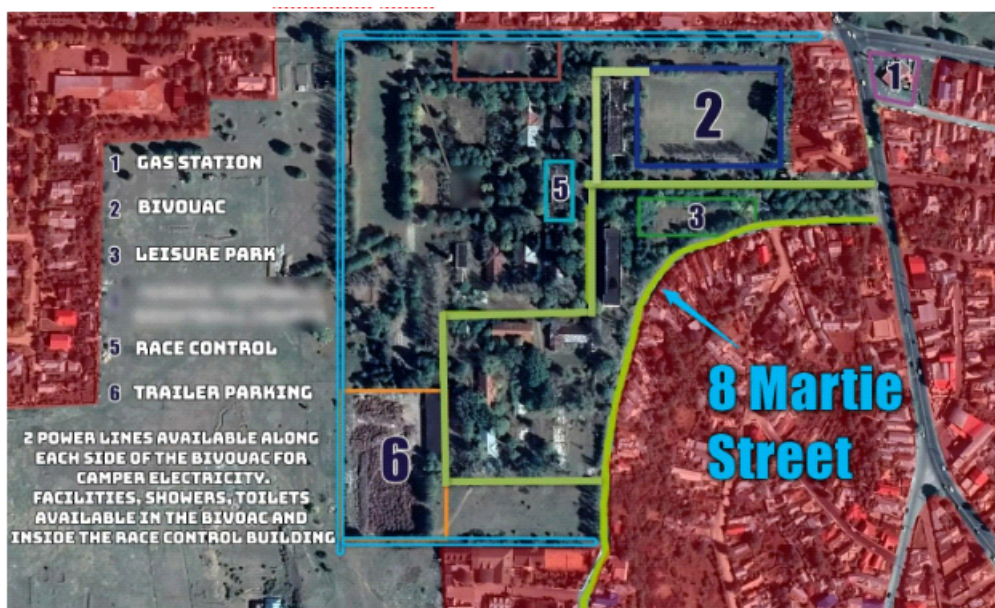 1 GAS STATION
2 BIVOUAC
3 LEISURE PARK
5 RACE CONTROL
6 TRAILER PARKING
2 POWER LINES AVAILABLE ALONG
EACH SIDE OF THE BIVOUAC FOR
CAMPER ELECTRICITY.
FACILITIES, SHOWERS, TOILETS
AVAILABLE IN THE BIVOAC AND
INSIDE THE RACE CONTROL BUILDING
1
2
5
3
8 Martie
Street
6